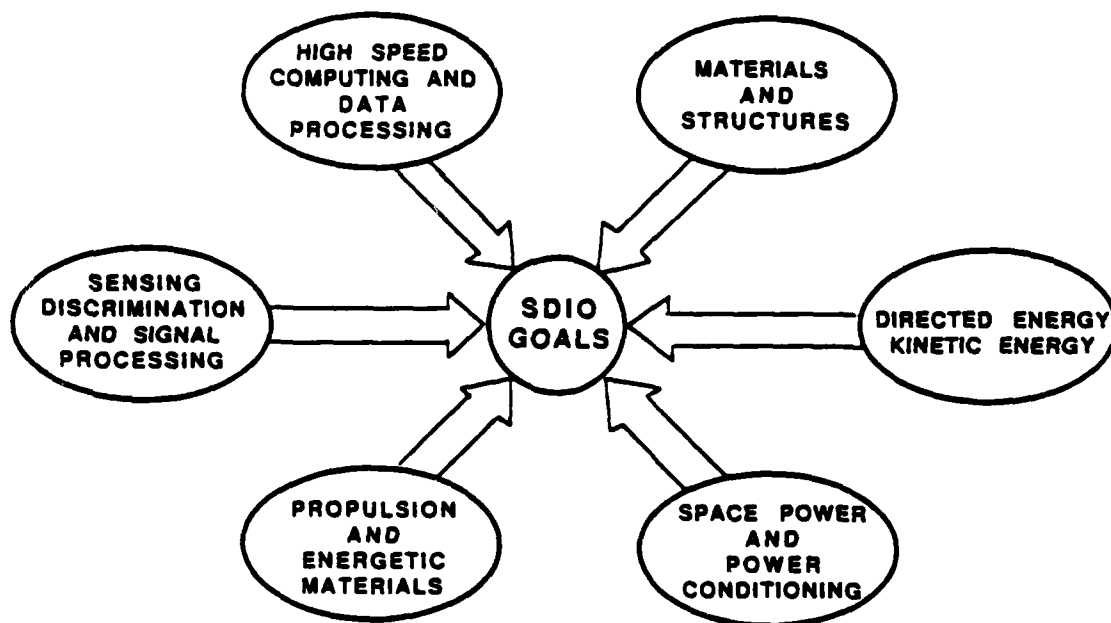 HIGH SPEED
COMPUTING AND
DATA
PROCESSING
MATERIALS
AND
STRUCTURES
SENSING
DISCRIMINATION
AND SIGNAL
PROCESSING
SDIO
GOALS
DIRECTED ENERGY
KINETIC ENERGY
PROPULSION
AND
ENERGETIC
MATERIALS
SPACE POWER
AND
POWER
CONDITIONING